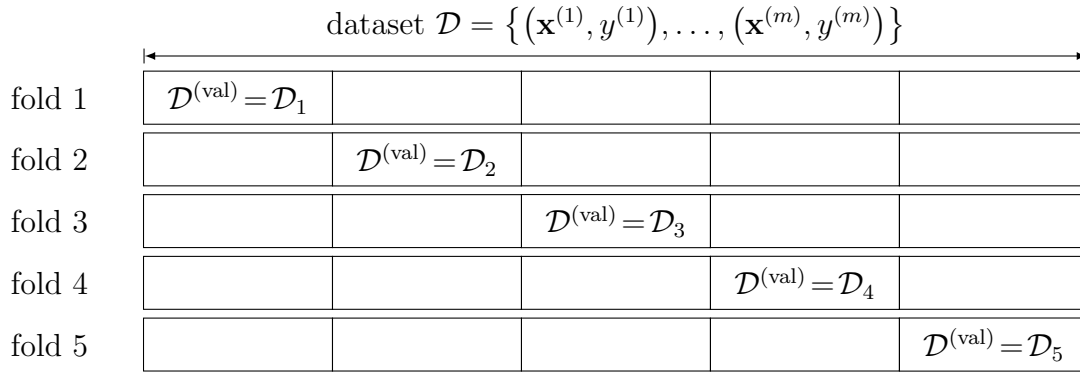 dataset 𝒟 = {(𝐱⁽¹⁾, y⁽¹⁾), . . . , (𝐱⁽ᵐ⁾, y⁽ᵐ⁾)}
fold 1 𝒟⁽ᵛᵃˡ⁾ = 𝒟₁
fold 2 𝒟⁽ᵛᵃˡ⁾ = 𝒟₂
fold 3 𝒟⁽ᵛᵃˡ⁾ = 𝒟₃
fold 4 𝒟⁽ᵛᵃˡ⁾ = 𝒟₄
fold 5 𝒟⁽ᵛᵃˡ⁾ = 𝒟₅